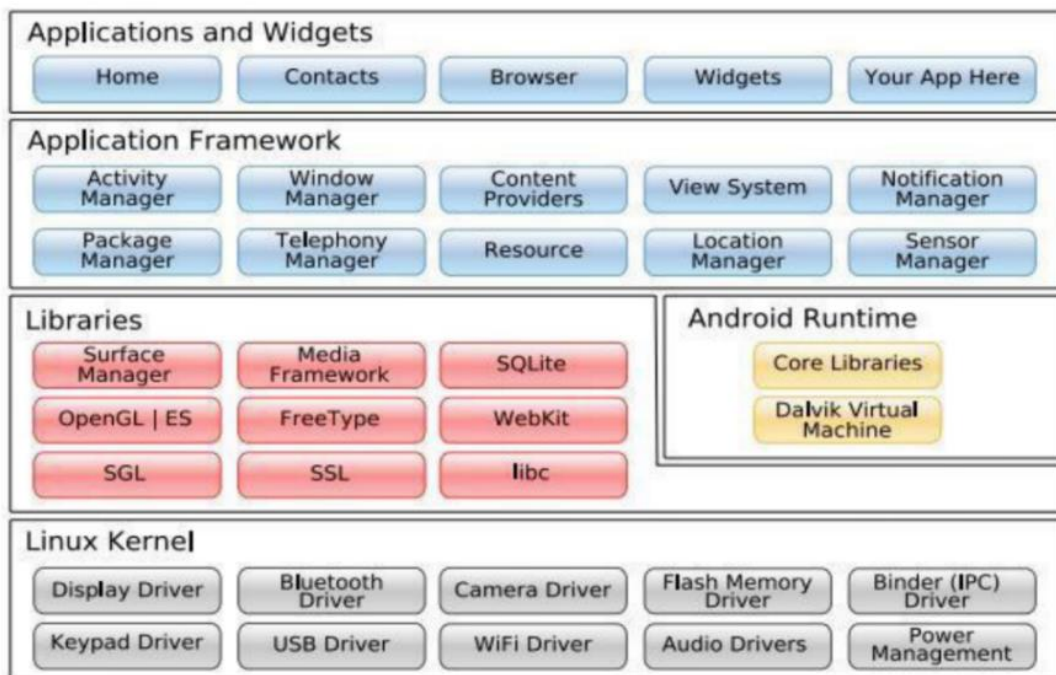 Applications and Widgets
Home
Contacts
Browser
Widgets
Your App Here
Application Framework
Activity
Manager
Window
Manager
Content
Providers
View System
Notification
Manager
Package
Manager
Telephony
Manager
Resource
Location
Manager
Sensor
Manager
Libraries
Surface
Manager
Media
Framework
SQLite
OpenGL | ES
FreeType
WebKit
SGL
SSL
libc
Android Runtime
Core Libraries
Dalvik Virtual
Machine
Linux Kernel
Display Driver
Bluetooth
Driver
Camera Driver
Flash Memory
Driver
Binder (IPC)
Driver
Keypad Driver
USB Driver
WiFi Driver
Audio Drivers
Power
Management